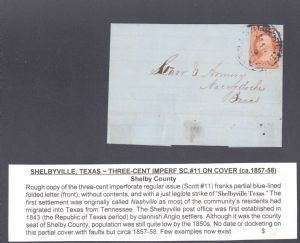 Starr & Amory
Nacogdoches
Texas
SHELBYVILLE, TEXAS ~ THREE-CENT IMPERF SC.#11 ON COVER (ca.1857-58)
Shelby County
Rough copy of the three-cent imperforate regular issue (Scott #11) franks partial blue-lined
folded letter (front), without contents, and with a just legible strike of "Shelbyville Texas." The
first settlement was originally called Nashville as most of the community's residents had
migrated into Texas from Tennessee. The Shelbyville post office was first established in
1843 (the Republic of Texas period) by clannish Anglo settlers. Although it was the county
seat of Shelby County, population was still quite low by the 1850s. No date or docketing on
this partial cover with faults but circa 1857-58. Few examples now exist $